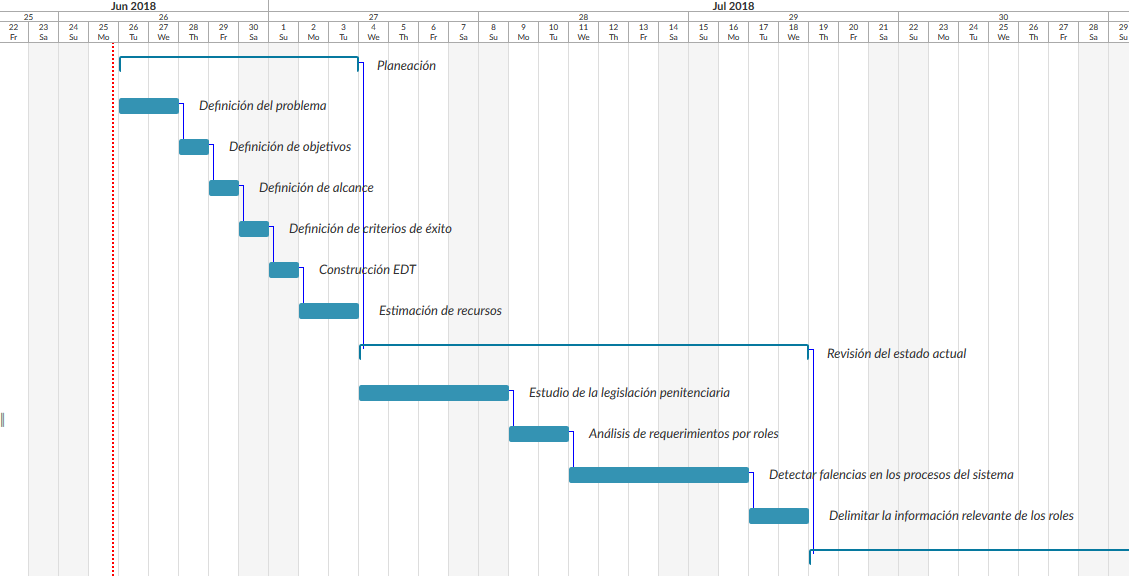 Jun 2018 Jul 2018
25 26 27 28 29 30
22 23 24 25 26 27 28 29 30 1 2 3 4 5 6 7 8 9 10 11 12 13 14 15 16 17 18 19 20 21 22 23 24 25 26 27 28 29
Fr Sa Su Mo Tu We Th Fr Sa Su Mo Tu We Th Fr Sa Su Mo Tu We Th Fr Sa Su Mo Tu We Th Fr Sa Su Mo Tu We Th Fr Sa Su
Planeación
Definición del problema
Definición de objetivos
Definición de alcance
Definición de criterios de éxito
Construcción EDT
Estimación de recursos
Revisión del estado actual
Estudio de la legislación penitenciaria
Análisis de requerimientos por roles
Detectar falencias en los procesos del sistema
Delimitar la información relevante de los roles